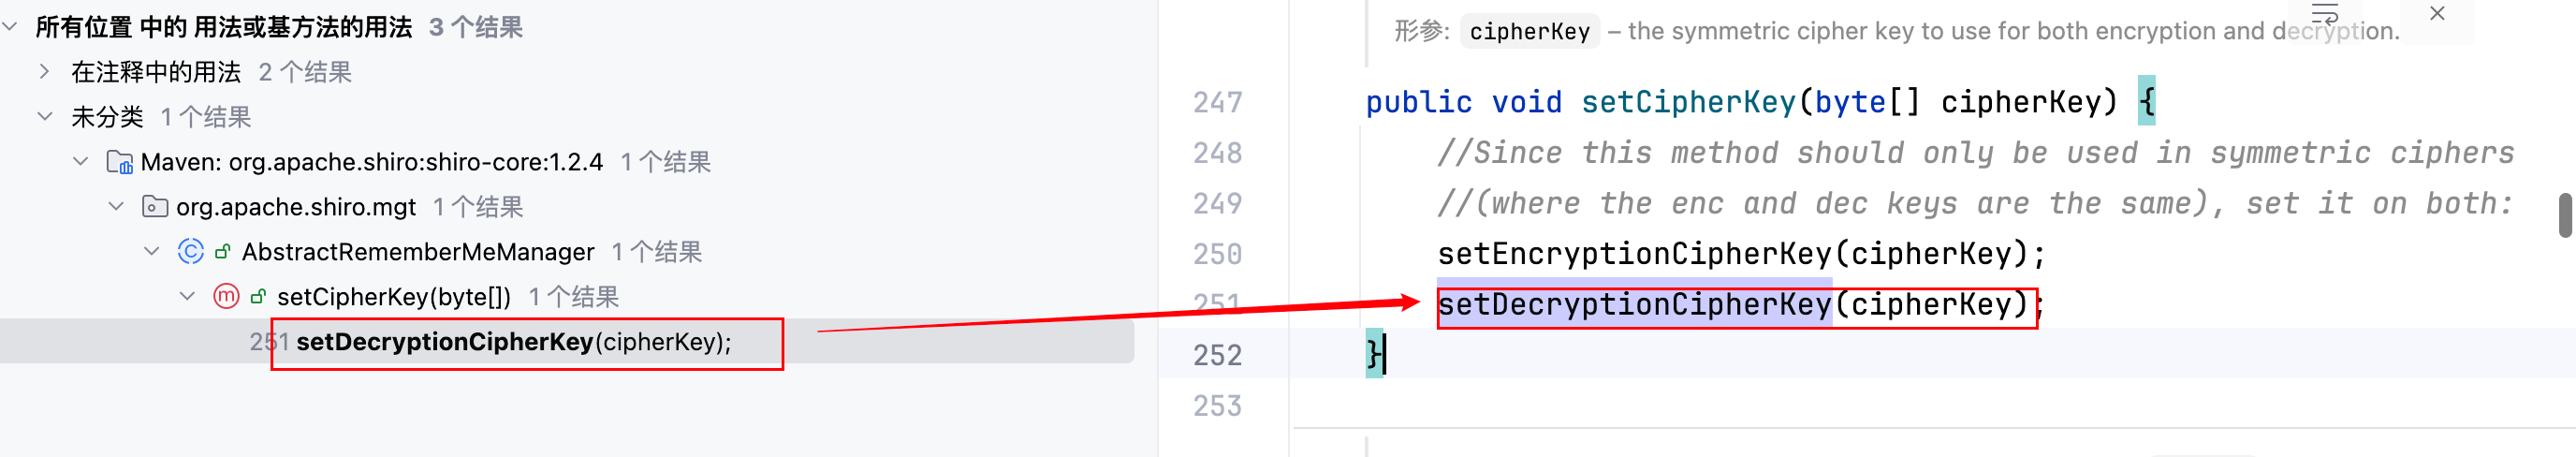 所有位置 中的 用法或基方法的用法 3 个结果
在注释中的用法 2 个结果
未分类 1 个结果
Maven: org.apache.shiro:shiro-core:1.2.4 1 个结果
org.apache.shiro.mgt 1 个结果
AbstractRememberMeManager 1 个结果
setCipherKey(byte[]) 1 个结果
251 setDecryptionCipherKey(cipherKey);
形参: cipherKey – the symmetric cipher key to use for both encryption and decryption.
247 public void setCipherKey(byte[] cipherKey) {
248 //Since this method should only be used in symmetric ciphers
249 //(where the enc and dec keys are the same), set it on both:
250 setEncryptionCipherKey(cipherKey);
251 setDecryptionCipherKey(cipherKey);
252 }
253